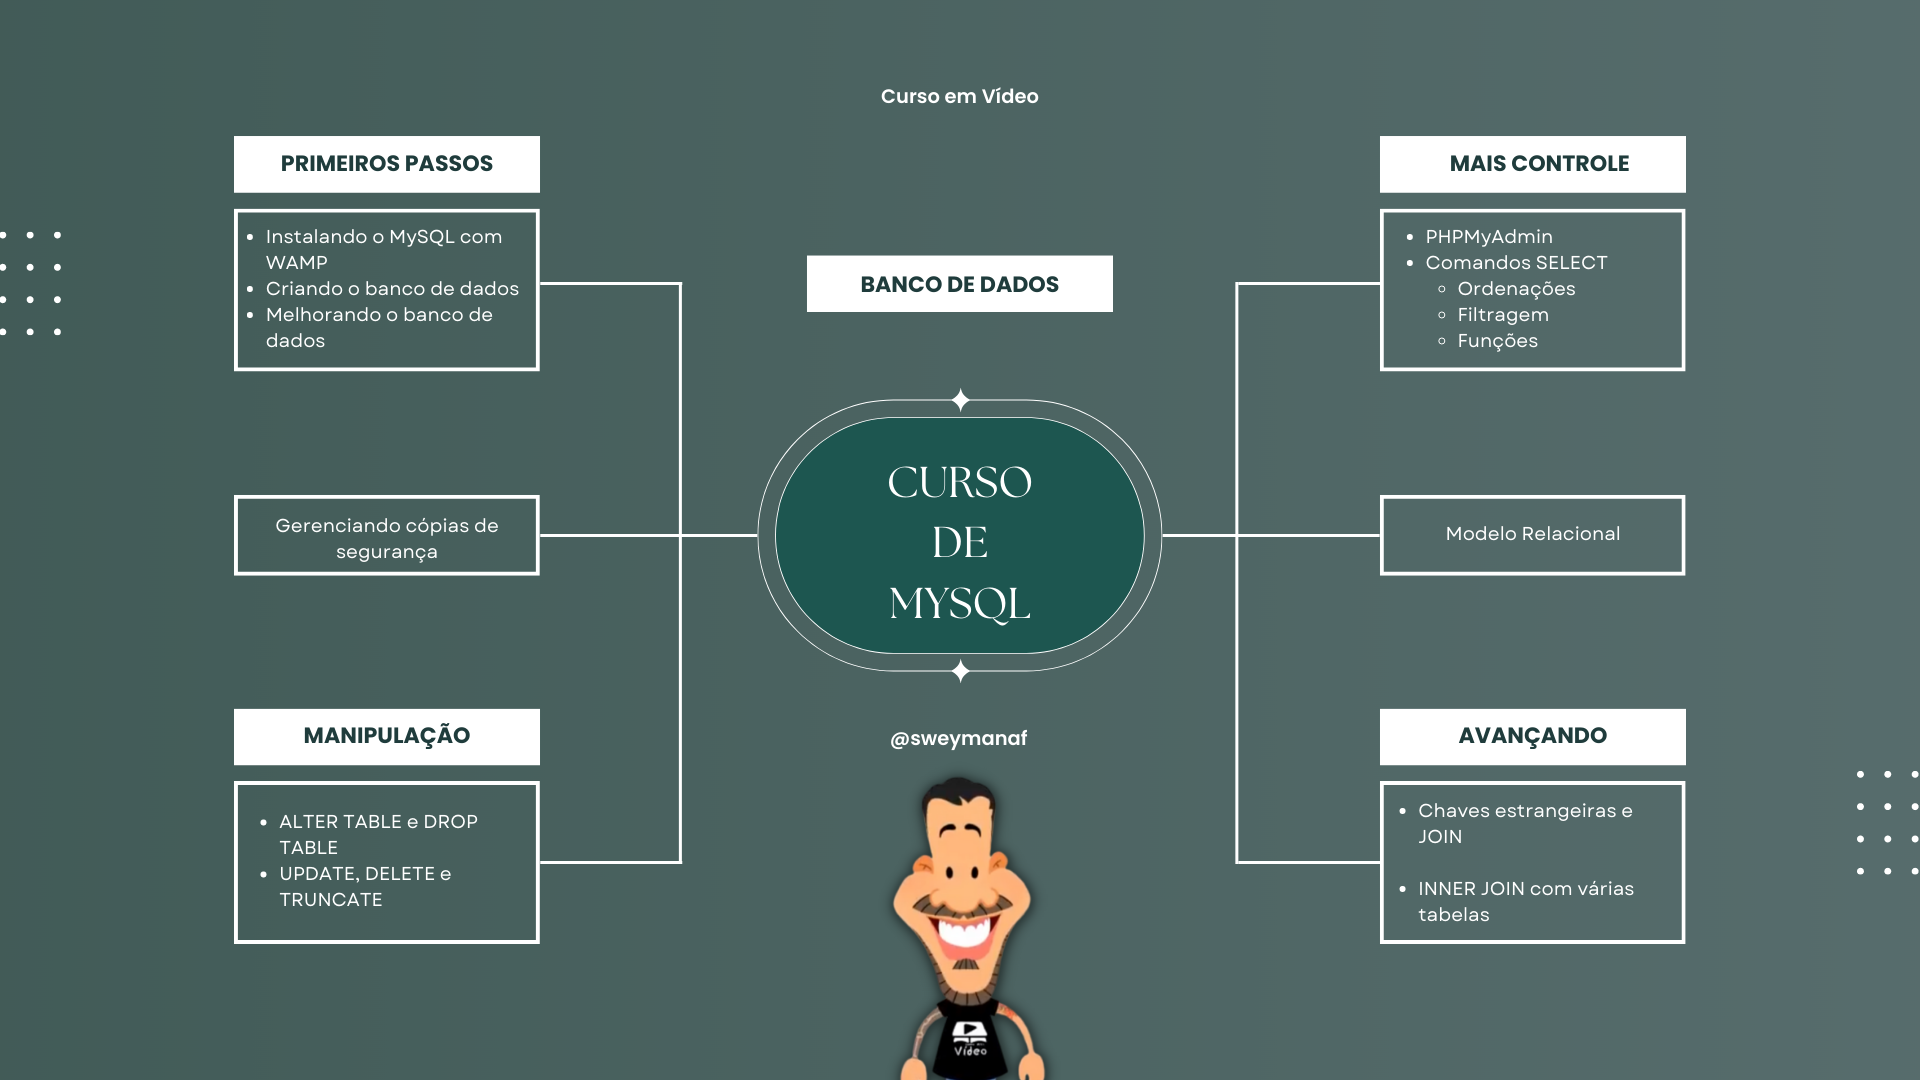 Curso em Vídeo
PRIMEIROS PASSOS
• Instalando o MySQL com
WAMP
• Criando o banco de dados
• Melhorando o banco de
dados
Gerenciando cópias de
segurança
MANIPULAÇÃO
• ALTER TABLE e DROP
TABLE
• UPDATE, DELETE e
TRUNCATE
BANCO DE DADOS
CURSO
DE
MYSQL
@sweymanaf
Vídeo
MAIS CONTROLE
• PHPMyAdmin
• Comandos SELECT
◦ Ordenações
◦ Filtragem
◦ Funções
Modelo Relacional
AVANÇANDO
• Chaves estrangeiras e
JOIN
• INNER JOIN com várias
tabelas